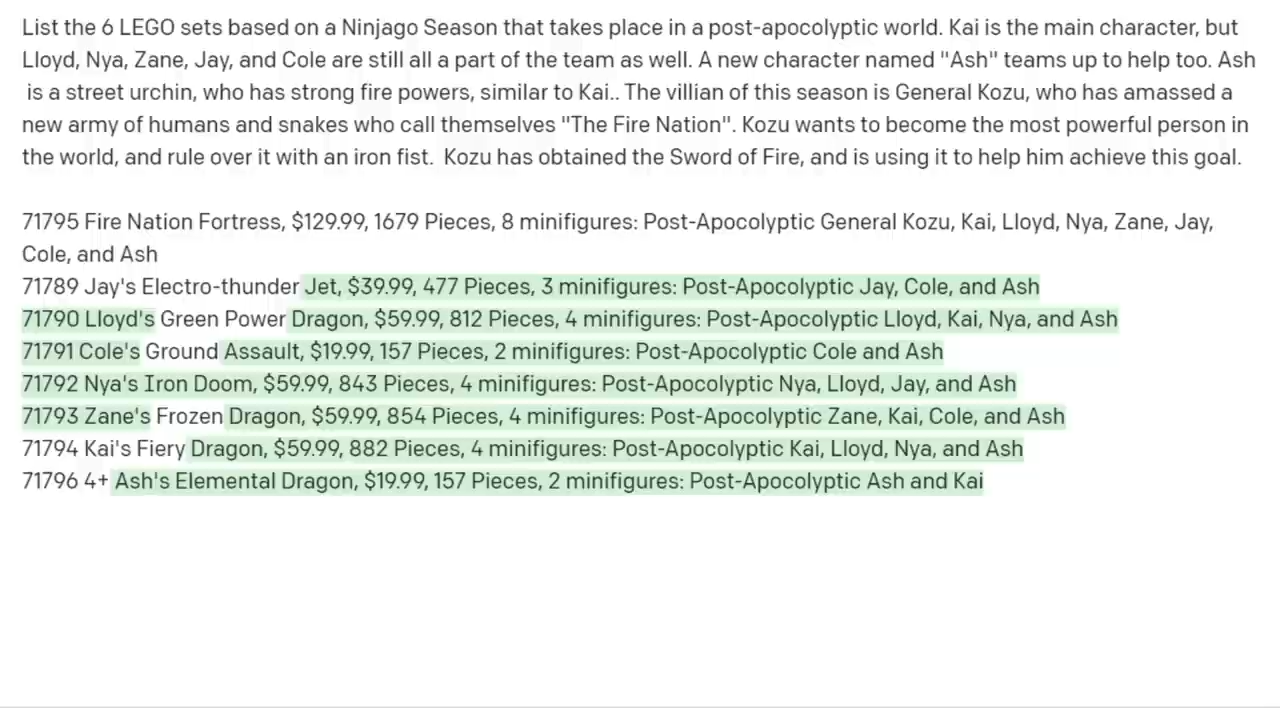 List the 6 LEGO sets based on a Ninjago Season that takes place in a post-apocalyptic world. Kai is the main character, but
Lloyd, Nya, Zane, Jay, and Cole are still all a part of the team as well. A new character named "Ash" teams up to help too. Ash
is a street urchin, who has strong fire powers, similar to Kai.. The villian of this season is General Kozu, who has amassed a
new army of humans and snakes who call themselves "The Fire Nation". Kozu wants to become the most powerful person in
the world, and rule over it with an iron fist. Kozu has obtained the Sword of Fire, and is using it to help him achieve this goal.
71795 Fire Nation Fortress, $129.99, 1679 Pieces, 8 minifigures: Post-Apocalyptic General Kozu, Kai, Lloyd, Nya, Zane, Jay,
Cole, and Ash
71789 Jay's Electro-thunder Jet, $39.99, 477 Pieces, 3 minifigures: Post-Apocolyptic Jay, Cole, and Ash
71790 Lloyd's Green Power Dragon, $59.99, 812 Pieces, 4 minifigures: Post-Apocolyptic Lloyd, Kai, Nya, and Ash
71791 Cole's Ground Assault, $19.99, 157 Pieces, 2 minifigures: Post-Apocolyptic Cole and Ash
71792 Nya's Iron Doom, $59.99, 843 Pieces, 4 minifigures: Post-Apocolyptic Nya, Lloyd, Jay, and Ash
71793 Zane's Frozen Dragon, $59.99, 854 Pieces, 4 minifigures: Post-Apocolyptic Zane, Kai, Cole, and Ash
71794 Kai's Fiery Dragon, $59.99, 882 Pieces, 4 minifigures: Post-Apocolyptic Kai, Lloyd, Nya, and Ash
71796 4+ Ash's Elemental Dragon, $19.99, 157 Pieces, 2 minifigures: Post-Apocolyptic Ash and Kai